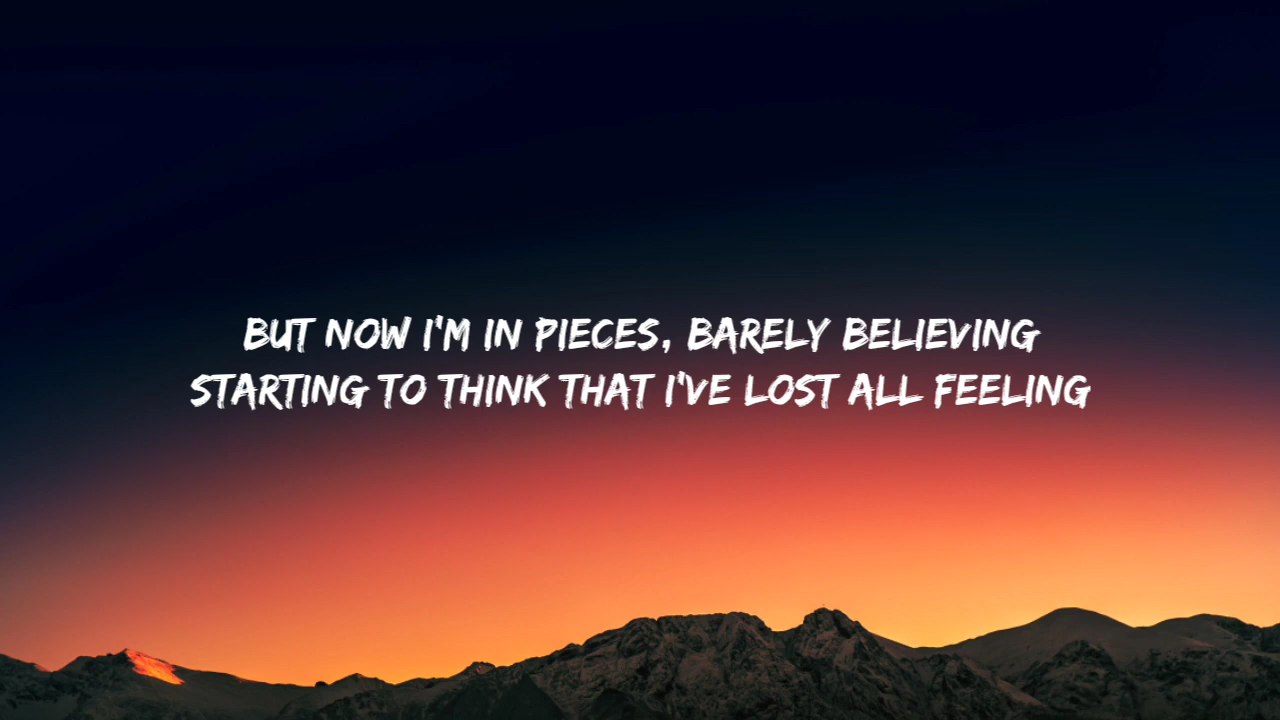 BUT NOW I'M IN PIECES, BARELY BELIEVING
STARTING TO THINK THAT I'VE LOST ALL FEELING